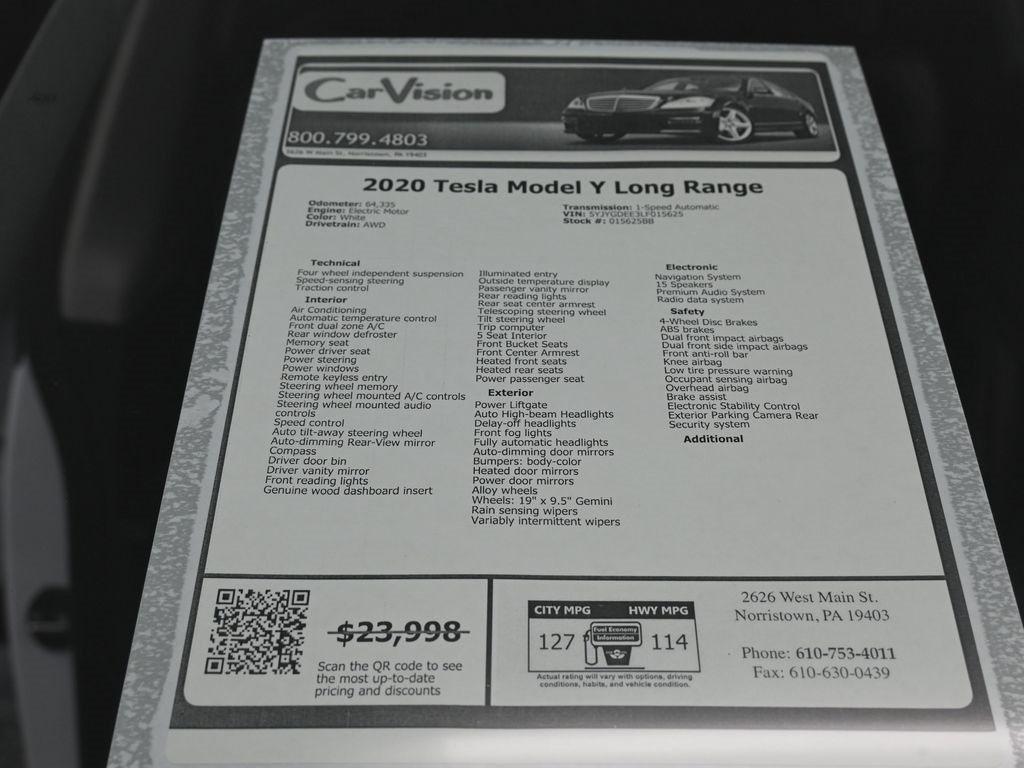 CarVision
800.799.4803
2626 W Main St, Norristown, PA 19403
2020 Tesla Model Y Long Range
Odometer: 64,335
Engine: Electric Motor
Color: White
Drivetrain: AWD
Transmission: 1-Speed Automatic
VIN: 5YJYGDEE3LF015625
Stock #: 015625BB
Technical
Four wheel independent suspension
Speed-sensing steering
Traction control
Interior
Air Conditioning
Automatic temperature control
Front dual zone A/C
Rear window defroster
Memory seat
Power driver seat
Power steering
Power windows
Remote keyless entry
Steering wheel memory
Steering wheel mounted A/C controls
Steering wheel mounted audio
controls
Speed control
Auto tilt-away steering wheel
Auto-dimming Rear-View mirror
Compass
Driver door bin
Driver vanity mirror
Front reading lights
Genuine wood dashboard insert
Illuminated entry
Outside temperature display
Passenger vanity mirror
Rear reading lights
Rear seat center armrest
Telescoping steering wheel
Tilt steering wheel
Trip computer
5 Seat Interior
Front Bucket Seats
Front Center Armrest
Heated front seats
Heated rear seats
Power passenger seat
Exterior
Power Liftgate
Auto High-beam Headlights
Delay-off headlights
Front fog lights
Fully automatic headlights
Auto-dimming door mirrors
Bumpers: body-color
Heated door mirrors
Power door mirrors
Alloy wheels
Wheels: 19" x 9.5" Gemini
Rain sensing wipers
Variably intermittent wipers
Electronic
Navigation System
15 Speakers
Premium Audio System
Radio data system
Safety
4-Wheel Disc Brakes
ABS brakes
Dual front impact airbags
Dual front side impact airbags
Front anti-roll bar
Knee airbag
Low tire pressure warning
Occupant sensing airbag
Overhead airbag
Brake assist
Electronic Stability Control
Exterior Parking Camera Rear
Security system
Additional
$23,998
Scan the QR code to see
the most up-to-date
pricing and discounts
CITY MPG HWY MPG
Fuel Economy
Information
127 114
Actual rating will vary with options, driving
conditions, habits, and vehicle condition.
2626 West Main St.
Norristown, PA 19403
Phone: 610-753-4011
Fax: 610-630-0439